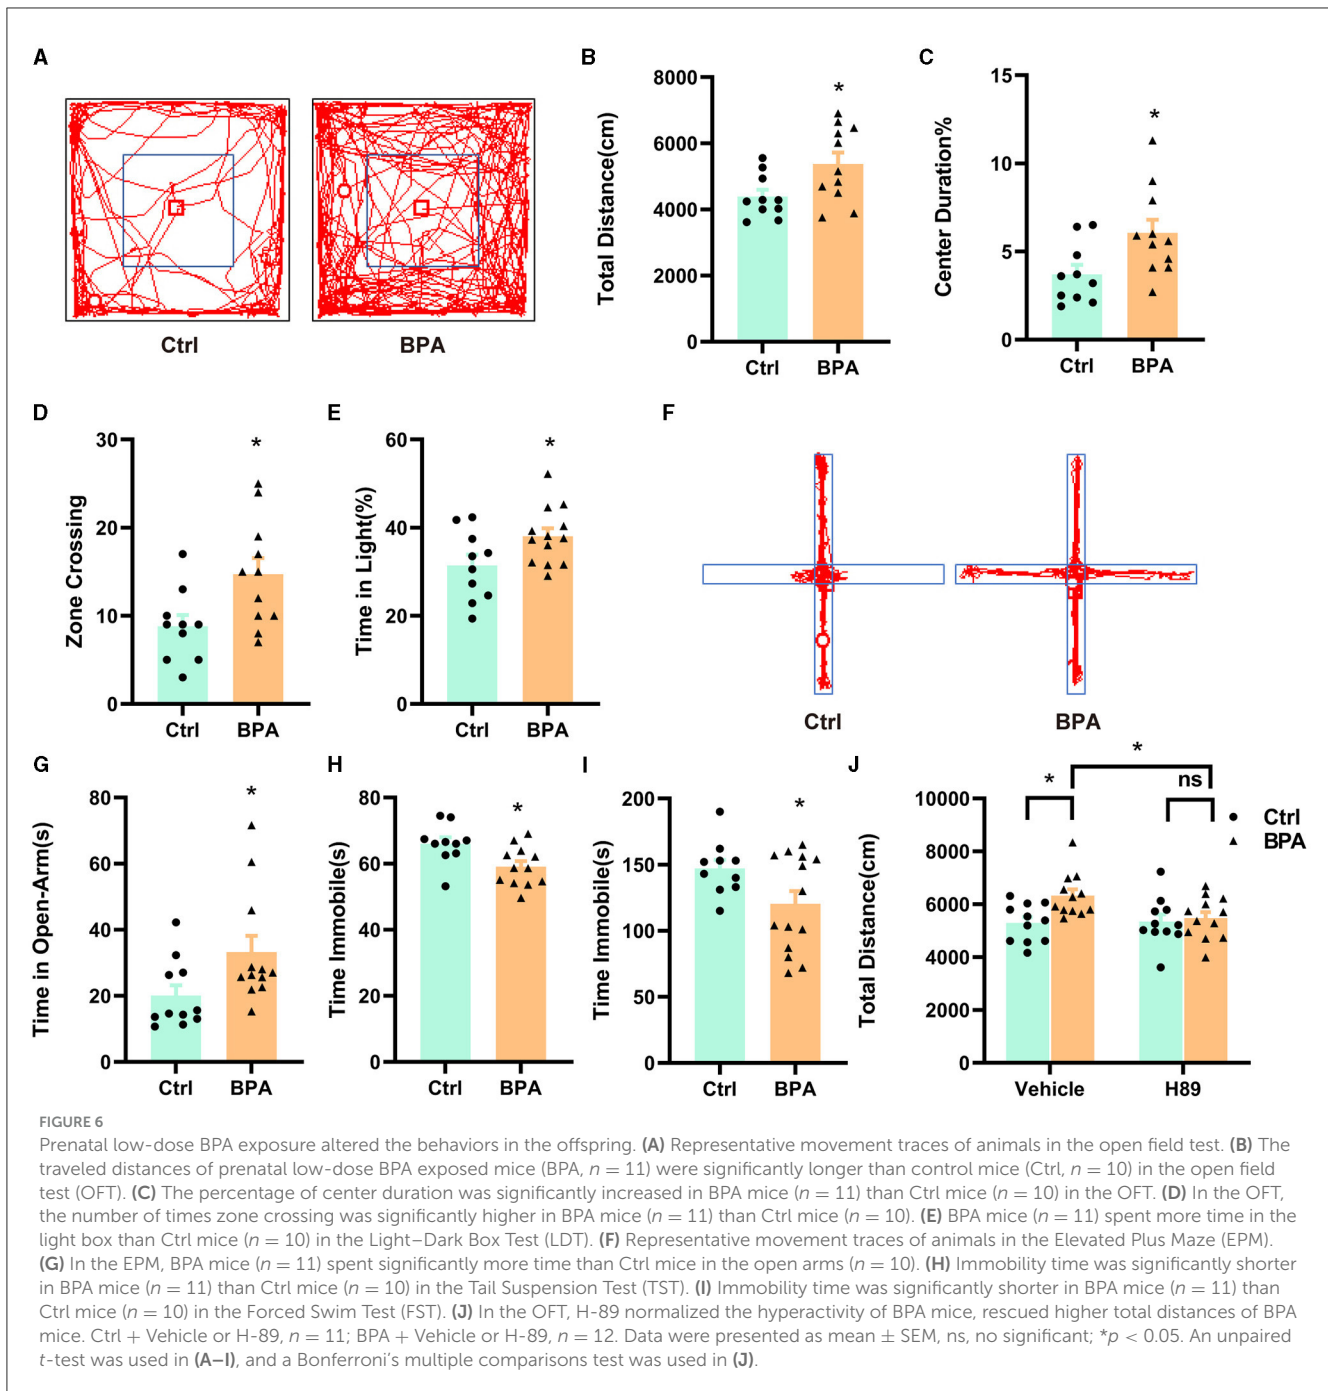 A
Ctrl
BPA
B
8000
6000
4000
2000
0
Total Distance(cm)
*
Ctrl
BPA
C
15
10
5
0
Center Duration%
*
Ctrl
BPA
D
30
20
10
0
Zone Crossing
*
Ctrl
BPA
E
60
40
20
0
Time in Light(%)
*
Ctrl
BPA
F
Ctrl
BPA
G
80
60
40
20
0
Time in Open-Arm(s)
*
Ctrl
BPA
H
80
60
40
20
0
Time Immobile(s)
*
Ctrl
BPA
I
200
150
100
50
0
Time Immobile(s)
*
Ctrl
BPA
J
10000
8000
6000
4000
2000
0
Total Distance(cm)
*
*
ns
Ctrl
BPA
Vehicle
H89
FIGURE 6
Prenatal low-dose BPA exposure altered the behaviors in the offspring. (A) Representative movement traces of animals in the open field test. (B) The
traveled distances of prenatal low-dose BPA exposed mice (BPA, n = 11) were significantly longer than control mice (Ctrl, n = 10) in the open field
test (OFT). (C) The percentage of center duration was significantly increased in BPA mice (n = 11) than Ctrl mice (n = 10) in the OFT. (D) In the OFT,
the number of times zone crossing was significantly higher in BPA mice (n = 11) than Ctrl mice (n = 10). (E) BPA mice (n = 11) spent more time in the
light box than Ctrl mice (n = 10) in the Light–Dark Box Test (LDT). (F) Representative movement traces of animals in the Elevated Plus Maze (EPM).
(G) In the EPM, BPA mice (n = 11) spent significantly more time than Ctrl mice in the open arms (n = 10). (H) Immobility time was significantly shorter
in BPA mice (n = 11) than Ctrl mice (n = 10) in the Tail Suspension Test (TST). (I) Immobility time was significantly shorter in BPA mice (n = 11) than
Ctrl mice (n = 10) in the Forced Swim Test (FST). (J) In the OFT, H-89 normalized the hyperactivity of BPA mice, rescued higher total distances of BPA
mice. Ctrl + Vehicle or H-89, n = 11; BPA + Vehicle or H-89, n = 12. Data were presented as mean ± SEM, ns, no significant; *p < 0.05. An unpaired
t-test was used in (A–I), and a Bonferroni's multiple comparisons test was used in (J).